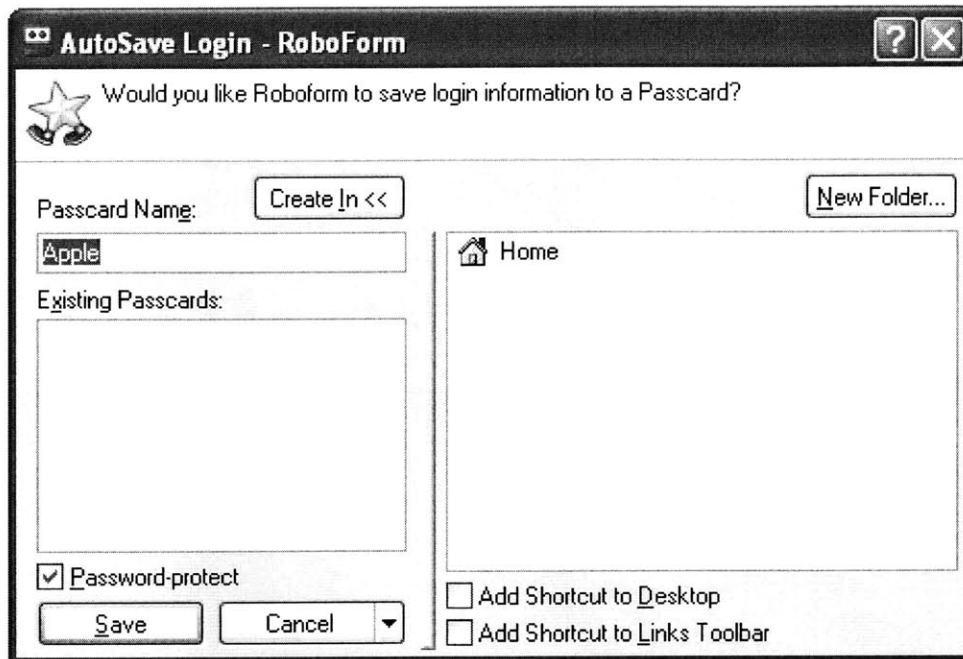 AutoSave Login - RoboForm
Would you like Roboform to save login information to a Passcard?
Passcard Name:
Create In <<
New Folder...
Apple
Home
Existing Passcards:
Password-protect
Add Shortcut to Desktop
Save
Cancel
Add Shortcut to Links Toolbar